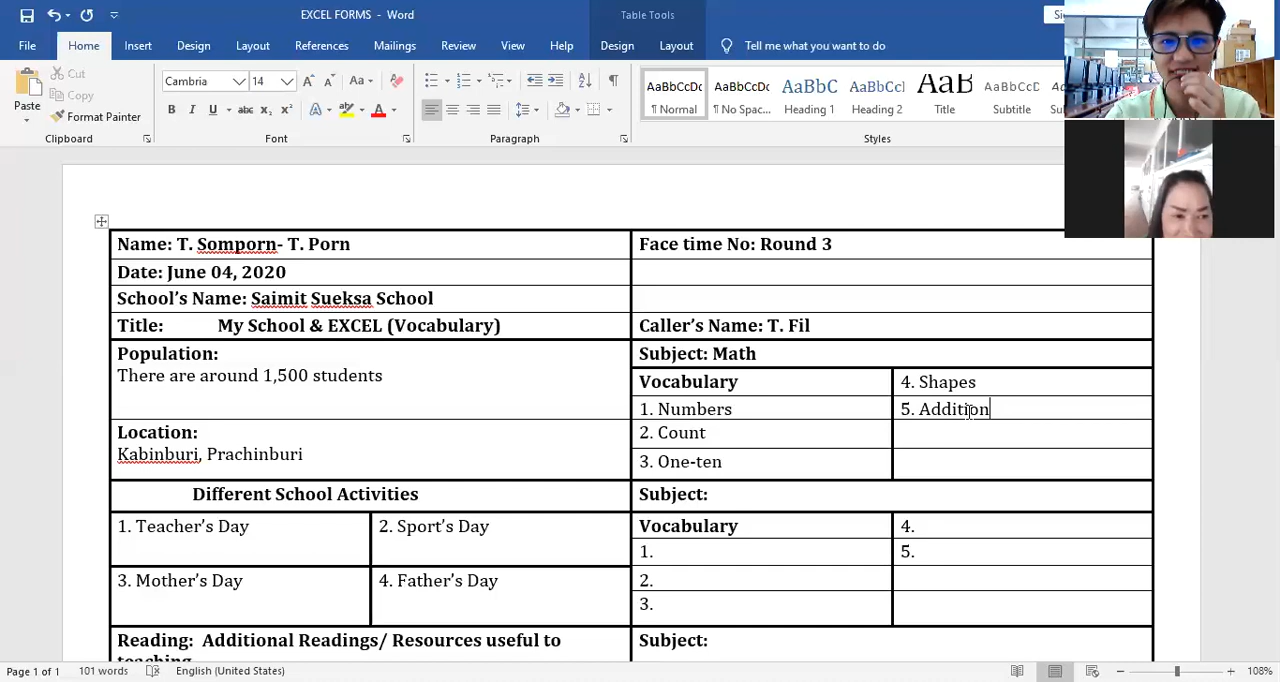 EXCEL FORMS - Word
Table Tools
File Home Insert Design Layout References Mailings Review View Help Design Layout Tell me what you want to do
Paste
Cut
Copy
Format Painter
Clipboard
Cambria 14
Font
Paragraph
AaBbCcDc ¶ Normal
AaBbCcDc ¶ No Spac...
AaBbC Heading 1
AaBbCcI Heading 2
AaB Title
AaBbCcD Subtitle
Styles
Name: T. Somporn- T. Porn
Face time No: Round 3
Date: June 04, 2020
School's Name: Saimit Sueksa School
Title: My School & EXCEL (Vocabulary)
Caller's Name: T. Fil
Population:
There are around 1,500 students
Location:
Kabinburi, Prachinburi
Subject: Math
Vocabulary
4. Shapes
1. Numbers
5. Addition
2. Count
3. One-ten
Different School Activities
1. Teacher's Day
2. Sport's Day
3. Mother's Day
4. Father's Day
Subject:
Vocabulary
4.
1.
5.
2.
3.
Reading: Additional Readings/ Resources useful to
teaching
Subject:
Page 1 of 1 101 words English (United States) 108%